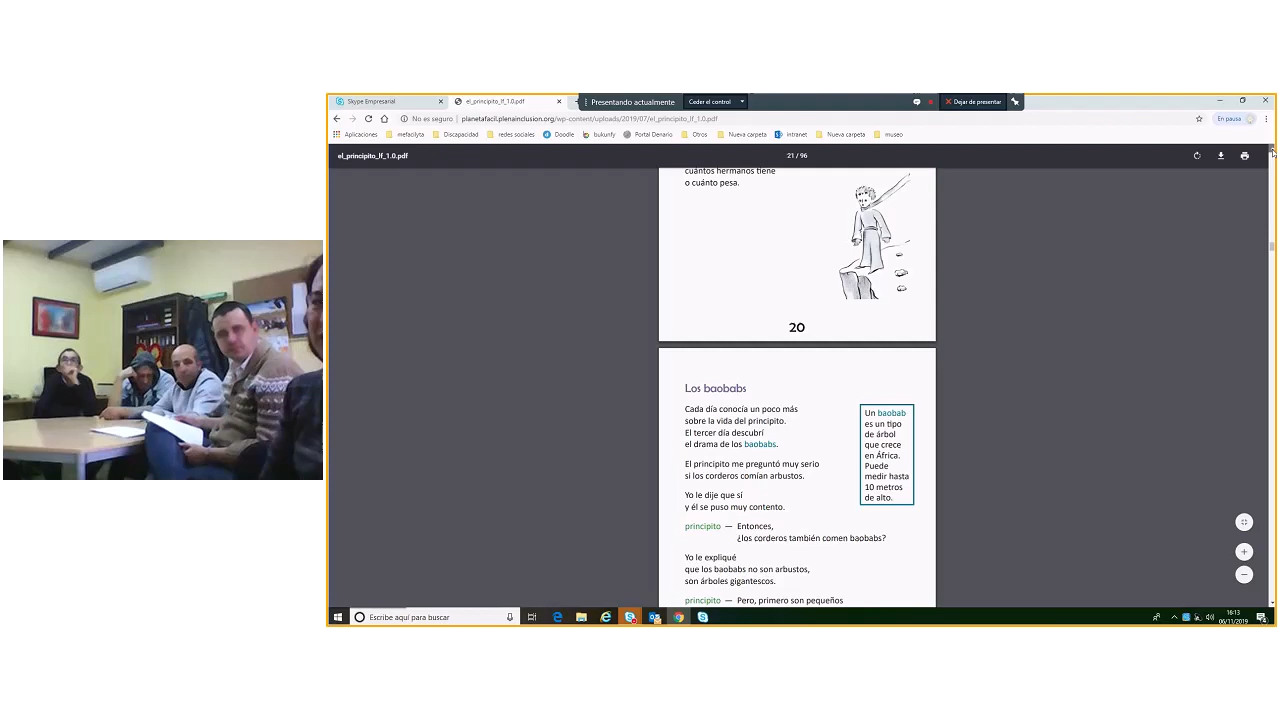 Skype Empresarial
el_principito_lf_1.0.pdf
Presentando actualmente
Ceder el control
Dejar de presentar
No es seguro
planetafacil.plenainclusion.org/wp-content/uploads/2019/07/el_principito_lf_1.0.pdf
En pausa
Aplicaciones
mefacilyta
Discapacidad
redes sociales
Doodle
bukunfy
Portal Denario
Otros
Nueva carpeta
intranet
Nueva carpeta
museo
el_principito_lf_1.0.pdf
21 / 96
cuántos hermanos tiene
o cuánto pesa.
20
Los baobabs
Cada día conocía un poco más
sobre la vida del principito.
El tercer día descubrí
el drama de los baobabs.
El principito me preguntó muy serio
si los corderos comían arbustos.
Yo le dije que sí
y él se puso muy contento.
principito — Entonces,
¿los corderos también comen baobabs?
Yo le expliqué
que los baobabs no son arbustos,
son árboles gigantescos.
principito — Pero, primero son pequeños
Un baobab
es un tipo
de árbol
que crece
en África.
Puede
medir hasta
10 metros
de alto.
Escribe aquí para buscar
16:13
06/11/2019